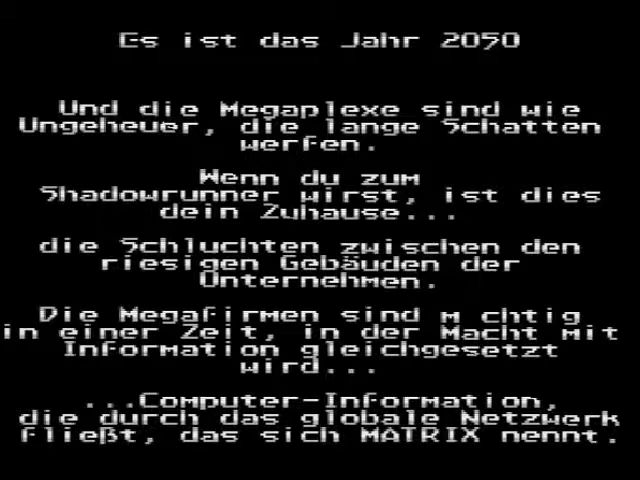 Es ist das Jahr 2050
Und die Megaplexe sind wie
Ungeheuer, die lange Schatten
werfen.
Wenn du zum
Shadowrunner wirst, ist dies
dein Zuhause...
die Schluchten zwischen den
riesigen Gebäuden der
Unternehmen.
Die Megafirmen sind m chtig
in einer Zeit, in der Macht mit
Information gleichgesetzt
wird...
...Computer-Information,
die durch das globale Netzwerk
fließt, das sich MATRIX nennt.